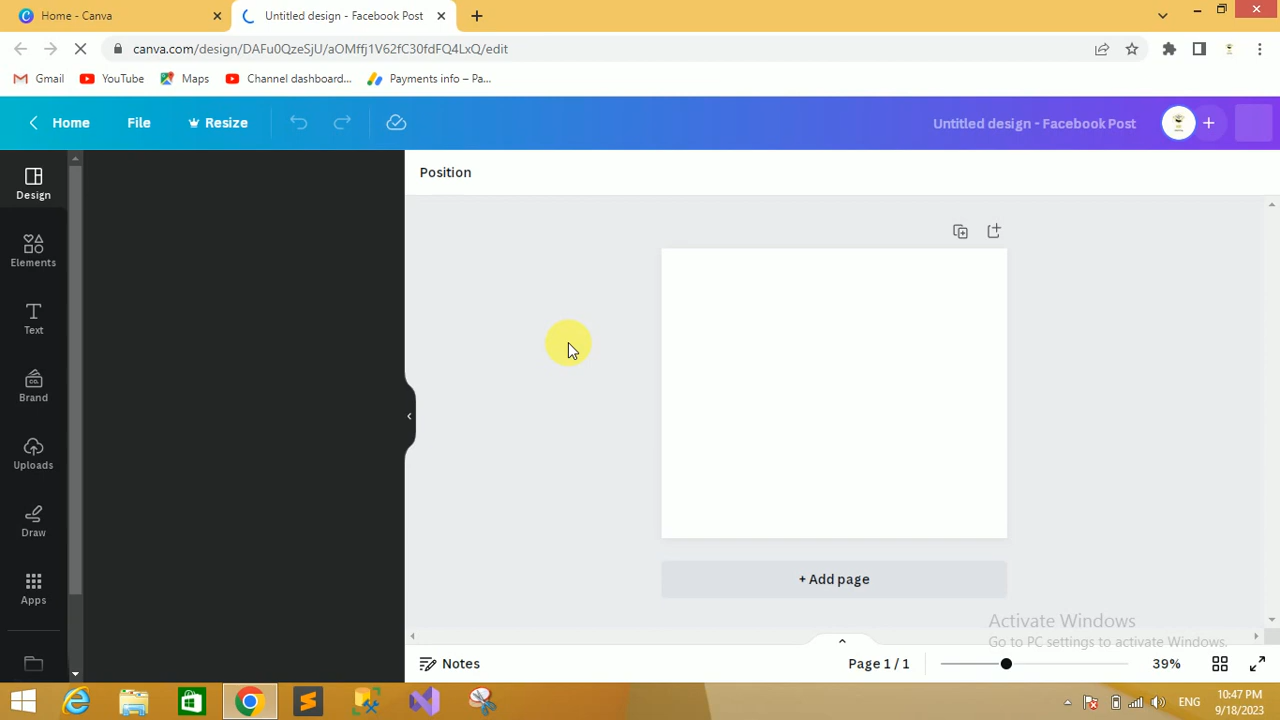 Home - Canva
Untitled design - Facebook Post
canva.com/design/DAFu0QzeSjU/aOMffj1V62fC30fdFQ4LxQ/edit
Gmail
YouTube
Maps
Channel dashboard...
Payments info – Pa...
Home
File
Resize
Untitled design - Facebook Post
Design
Position
Elements
Text
CO.
Brand
Uploads
Draw
Apps
+ Add page
Activate Windows
Go to PC settings to activate Windows.
Notes
Page 1 / 1
39%
ENG
10:47 PM
9/18/2023